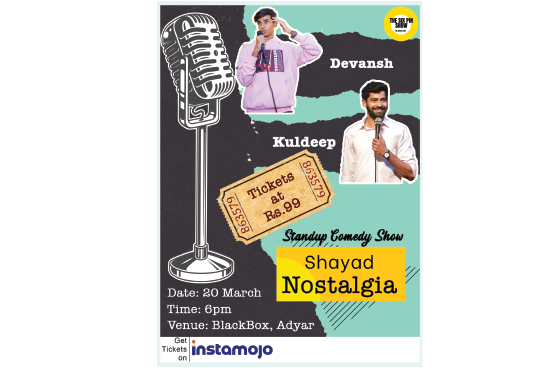 THE SIX PM
SHOW
Devansh
Kuldeep
863579
Tickets
at
Rs.99
863579
Standup Comedy Show
Shayad
Nostalgia
Date: 20 March
Time: 6pm
Venue: BlackBox, Adyar
Get
Tickets
on
instamojo